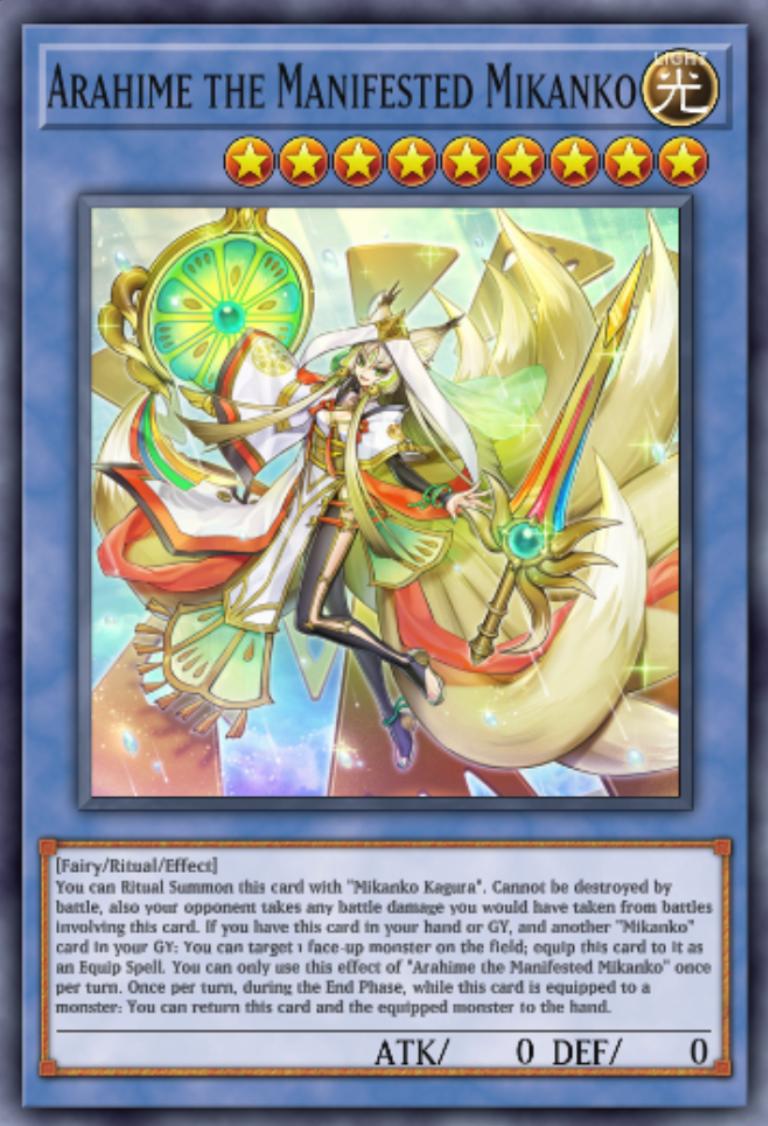 ARAHIME THE MANIFESTED MIKANKO
LIGHT
光
[Fairy/Ritual/Effect]
You can Ritual Summon this card with "Mikanko Kagura". Cannot be destroyed by
battle, also your opponent takes any battle damage you would have taken from battles
involving this card. If you have this card in your hand or GY, and another "Mikanko"
card in your GY: You can target 1 face-up monster on the field; equip this card to it as
an Equip Spell. You can only use this effect of "Arahime the Manifested Mikanko" once
per turn. Once per turn, during the End Phase, while this card is equipped to a
monster: You can return this card and the equipped monster to the hand.
ATK/ 0 DEF/ 0